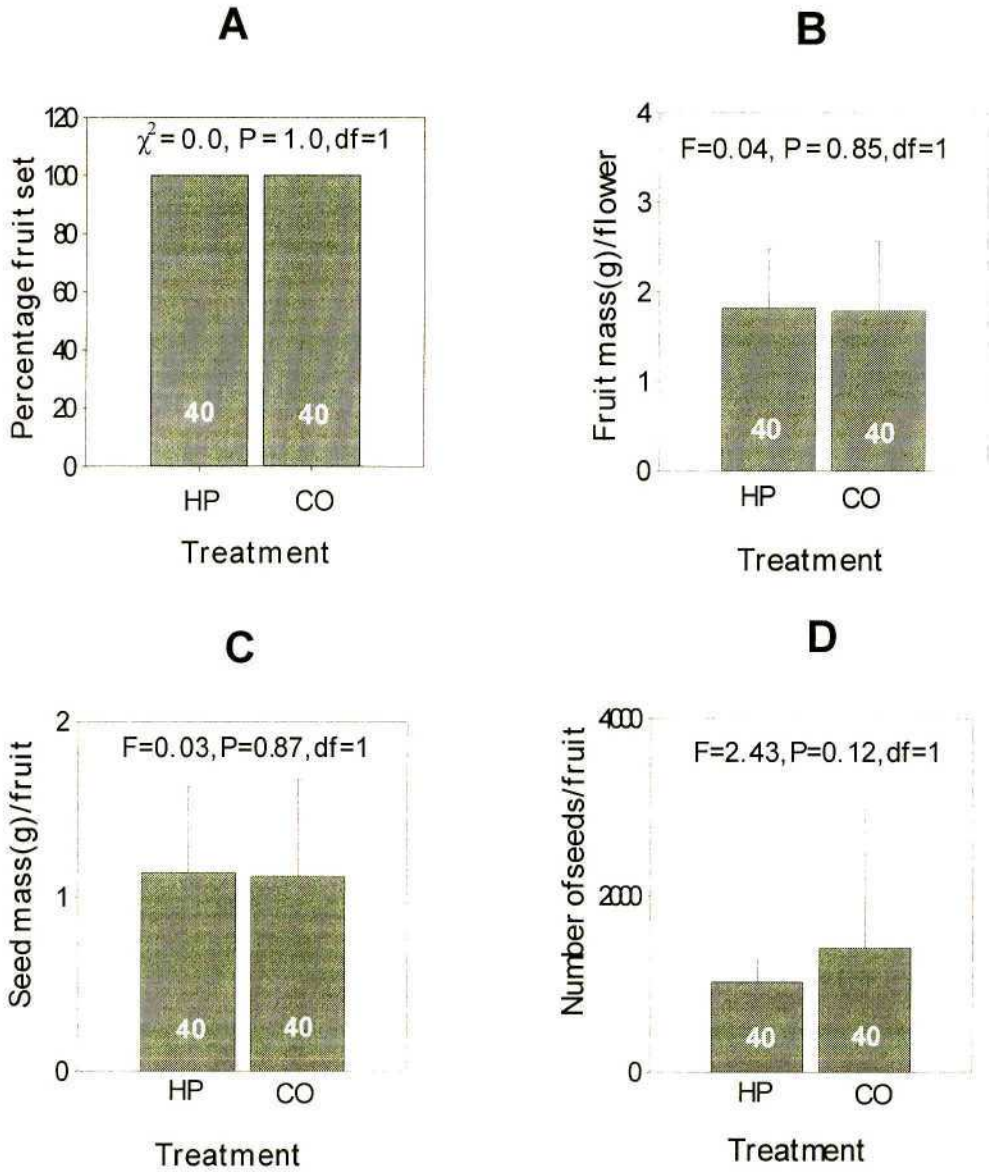 A
Percentage fruit set
120
100
80
60
40
20
0
χ²=0.0, P=1.0,df=1
40
40
HP
CO
Treatment
B
Fruit mass(g)/flower
4
3
2
1
0
F=0.04, P=0.85,df=1
40
40
HP
CO
Treatment
C
Seed mass(g)/fruit
2
1
0
F=0.03,P=0.87,df=1
40
40
HP
CO
Treatment
D
Number of seeds/fruit
4000
2000
0
F=2.43,P=0.12,df=1
40
40
HP
CO
Treatment